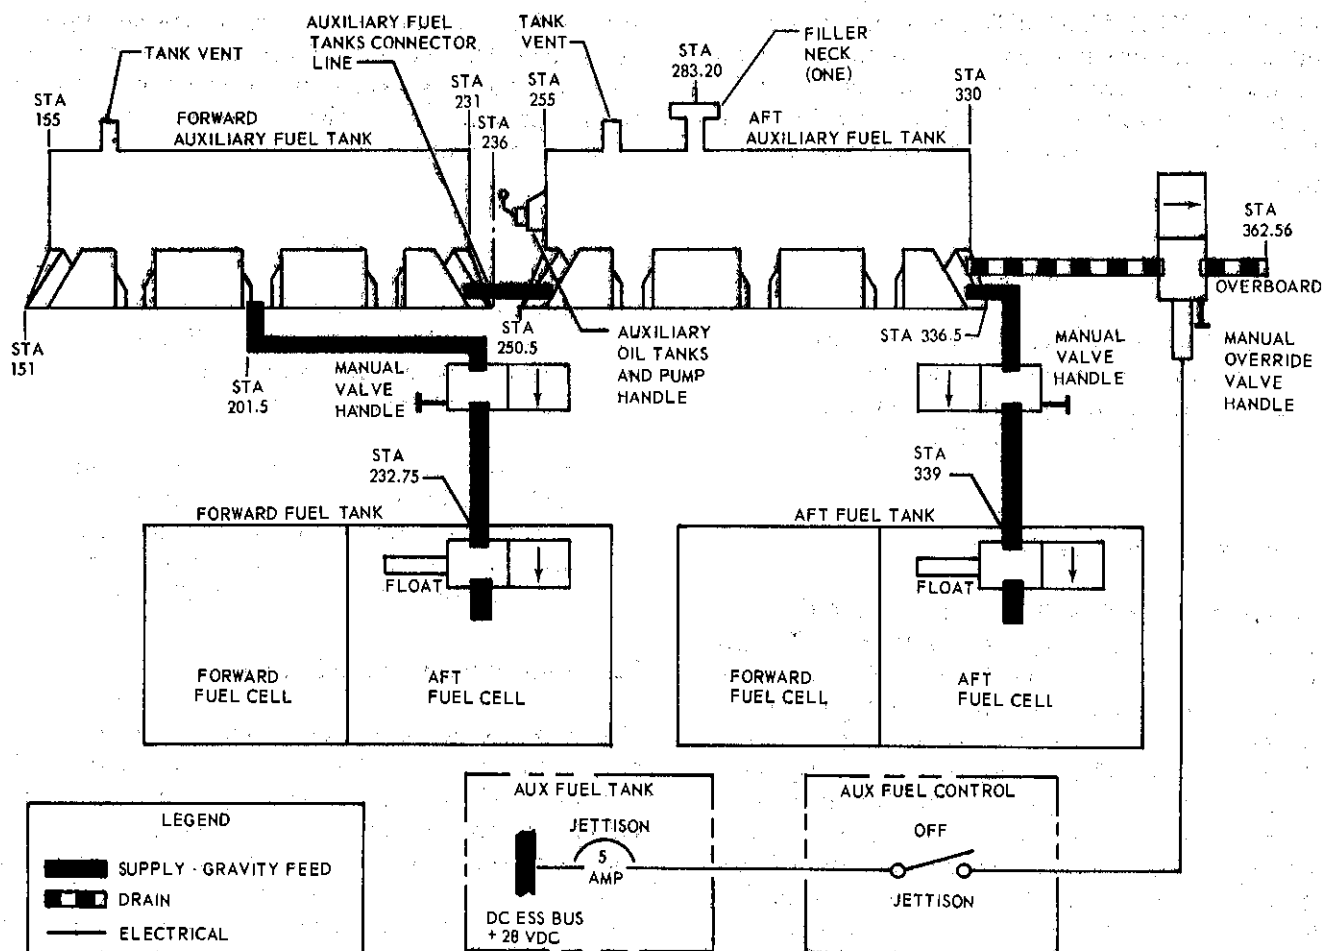 AUXILIARY FUEL
TANKS CONNECTOR
LINE
TANK
VENT
FILLER
NECK
(ONE)
TANK VENT
STA
283.20
STA
155
STA
231
STA
255
STA
330
FORWARD
AUXILIARY FUEL TANK
STA
236
AFT
AUXILIARY FUEL TANK
STA
362.56
OVERBOARD
STA
151
STA
201.5
MANUAL
VALVE
HANDLE
STA
250.5
AUXILIARY
OIL TANKS
AND PUMP
HANDLE
STA 336.5
MANUAL
VALVE
HANDLE
MANUAL
OVERRIDE
VALVE
HANDLE
STA
232.75
STA
339
FORWARD FUEL TANK
AFT FUEL TANK
FLOAT
FLOAT
FORWARD
FUEL CELL
AFT
FUEL CELL
FORWARD
FUEL CELL
AFT
FUEL CELL
LEGEND
SUPPLY - GRAVITY FEED
DRAIN
ELECTRICAL
AUX FUEL TANK
JETTISON
5
AMP
DC ESS BUS
+ 28 VDC
AUX FUEL CONTROL
OFF
JETTISON